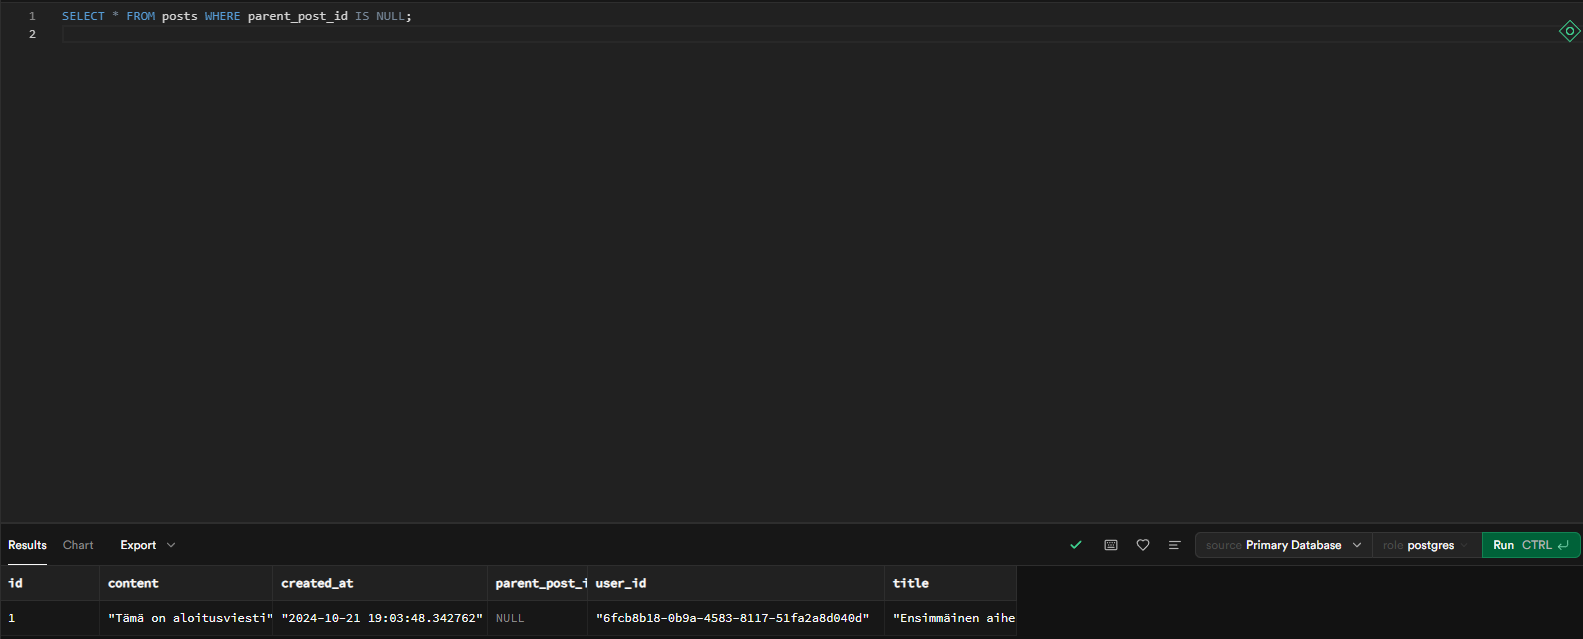 1 SELECT * FROM posts WHERE parent_post_id IS NULL;
2
Results Chart Export source Primary Database role postgres Run CTRL
id content created_at parent_post_i user_id title
1 "Tämä on aloitusviesti" "2024-10-21 19:03:48.342762" NULL "6fcb8b18-0b9a-4583-8117-51fa2a8d040d" "Ensimmäinen aihe